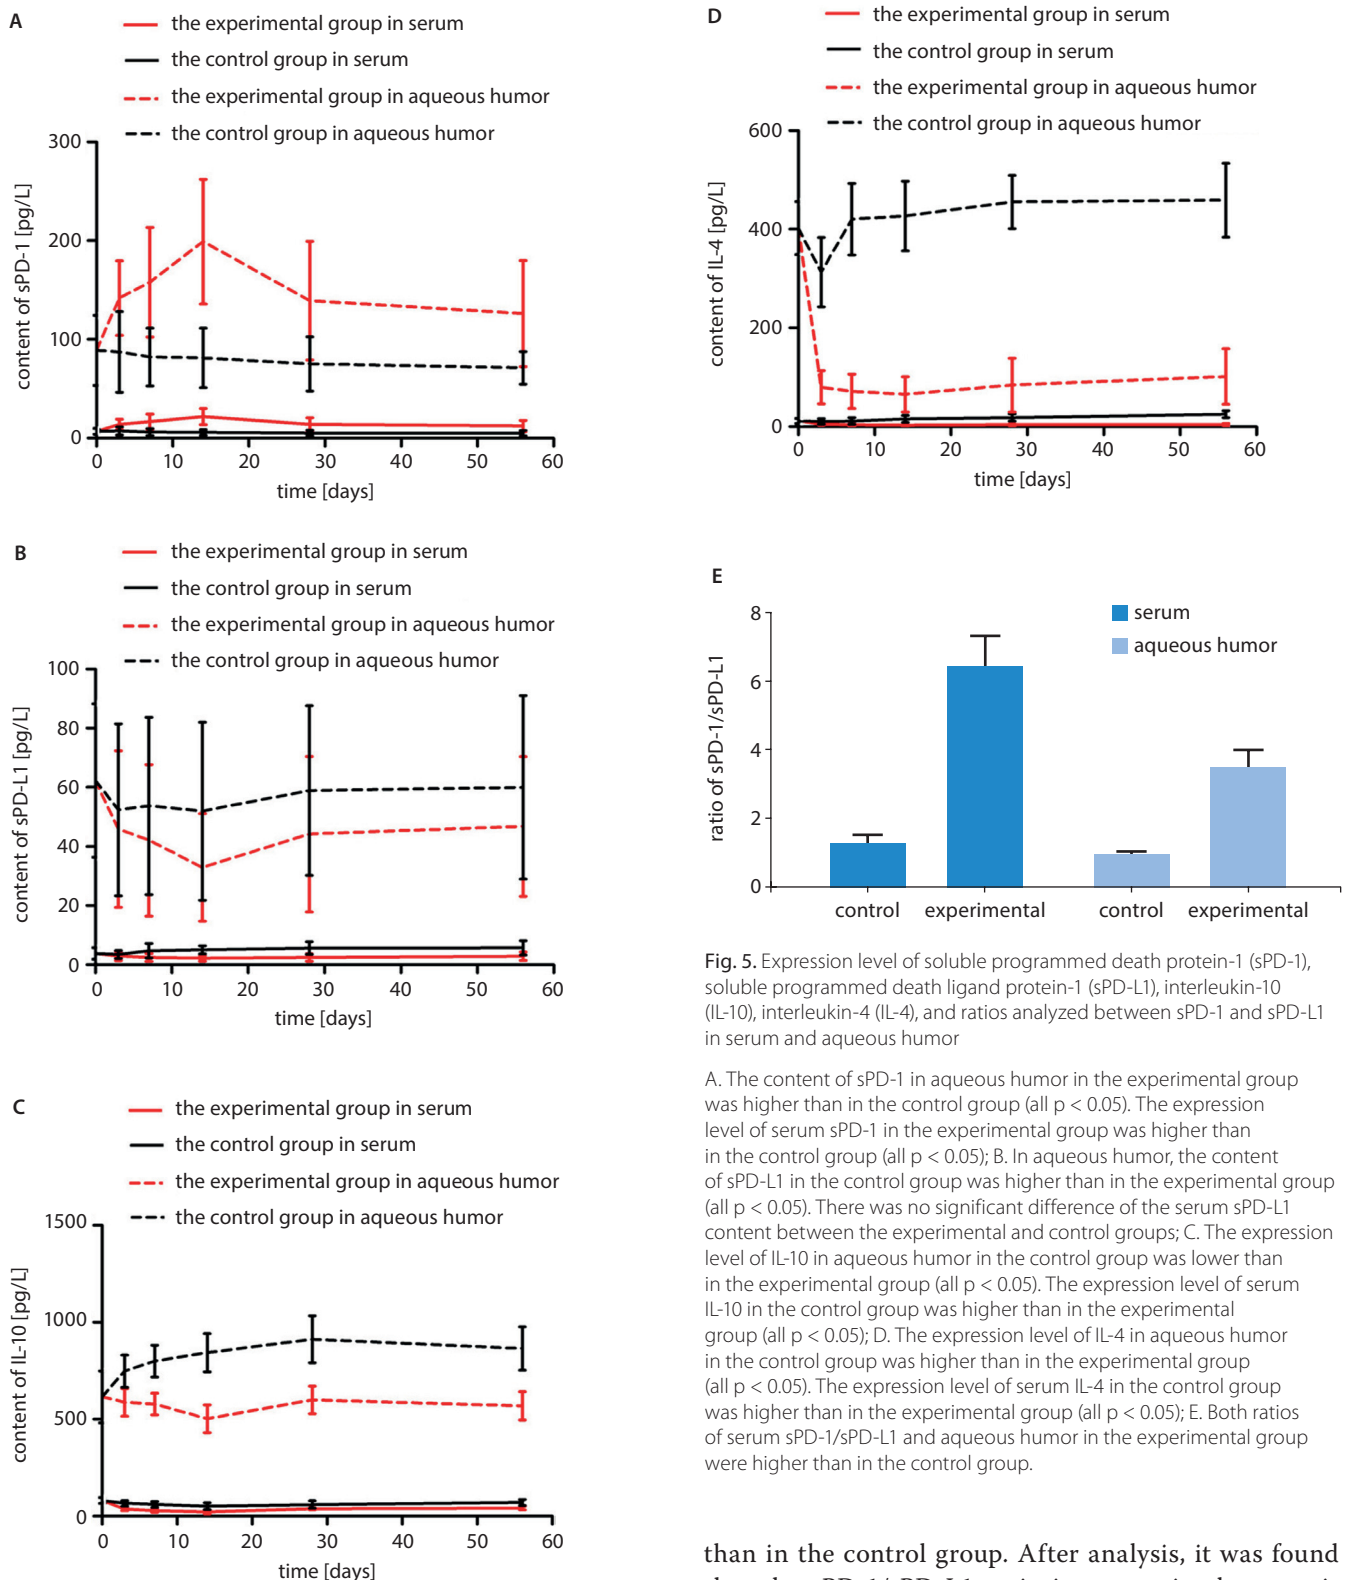 A
the experimental group in serum
the control group in serum
the experimental group in aqueous humor
the control group in aqueous humor
content of sPD-1 [pg/L]
300
200
100
0
0 10 20 30 40 50 60
time [days]
B
the experimental group in serum
the control group in serum
the experimental group in aqueous humor
the control group in aqueous humor
content of sPD-L1 [pg/L]
100
80
60
40
20
0
0 10 20 30 40 50 60
time [days]
C
the experimental group in serum
the control group in serum
the experimental group in aqueous humor
the control group in aqueous humor
content of IL-10 [pg/L]
1500
1000
500
0
0 10 20 30 40 50 60
time [days]
D
the experimental group in serum
the control group in serum
the experimental group in aqueous humor
the control group in aqueous humor
content of IL-4 [pg/L]
600
400
200
0
0 10 20 30 40 50 60
time [days]
E
serum
aqueous humor
ratio of sPD-1/sPD-L1
8
6
4
2
0
control experimental control experimental
Fig. 5. Expression level of soluble programmed death protein-1 (sPD-1),
soluble programmed death ligand protein-1 (sPD-L1), interleukin-10
(IL-10), interleukin-4 (IL-4), and ratios analyzed between sPD-1 and sPD-L1
in serum and aqueous humor
A. The content of sPD-1 in aqueous humor in the experimental group
was higher than in the control group (all p < 0.05). The expression
level of serum sPD-1 in the experimental group was higher than
in the control group (all p < 0.05); B. In aqueous humor, the content
of sPD-L1 in the control group was higher than in the experimental group
(all p < 0.05). There was no significant difference of the serum sPD-L1
content between the experimental and control groups; C. The expression
level of IL-10 in aqueous humor in the control group was lower than
in the experimental group (all p < 0.05). The expression level of serum
IL-10 in the control group was higher than in the experimental
group (all p < 0.05); D. The expression level of IL-4 in aqueous humor
in the control group was higher than in the experimental group
(all p < 0.05). The expression level of serum IL-4 in the control group
was higher than in the experimental group (all p < 0.05); E. Both ratios
of serum sPD-1/sPD-L1 and aqueous humor in the experimental group
were higher than in the control group.
than in the control group. After analysis, it was found